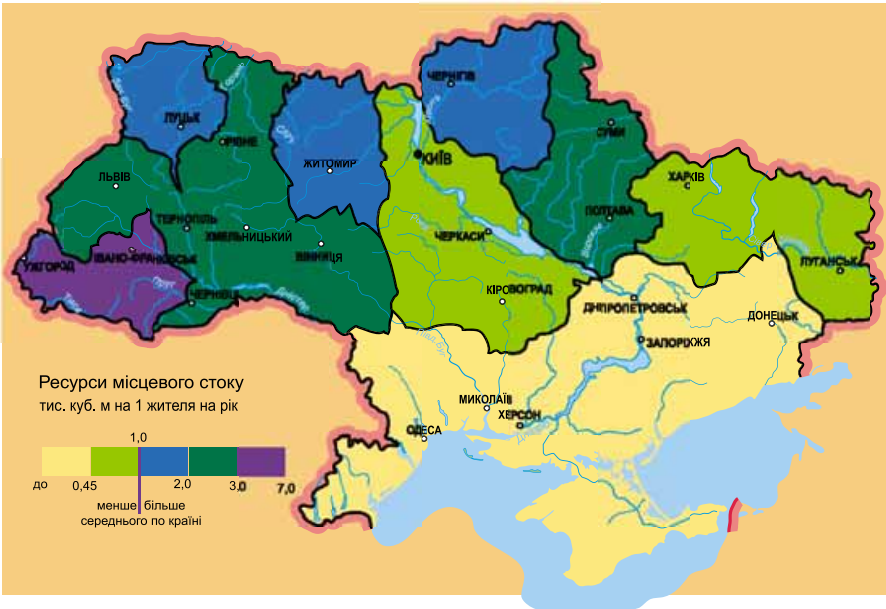 ЧЕРНІГІВ
ЛУЦЬК
РІВНЕ
СУМИ
КИЇВ
ЖИТОМИР
ЛЬВІВ
ХАРКІВ
ТЕРНОПІЛЬ
ПОЛТАВА
ХМЕЛЬНИЦЬКИЙ
ЧЕРКАСИ
ВІННИЦЯ
ІВАНО-ФРАНКІВСЬК
УЖГОРОД
ЛУГАНСЬК
Прут
КІРОВОГРАД
ЧЕРНІВЦІ
Дністер
ДНІПРОПЕТРОВСЬК
ДОНЕЦЬК
ЗАПОРІЖЖЯ
Ресурси місцевого стоку
тис. куб. м на 1 жителя на рік
МИКОЛАЇВ
ХЕРСОН
ОДЕСА
1,0
до 0,45 2,0 3,0 7,0
менше більше
середнього по країні